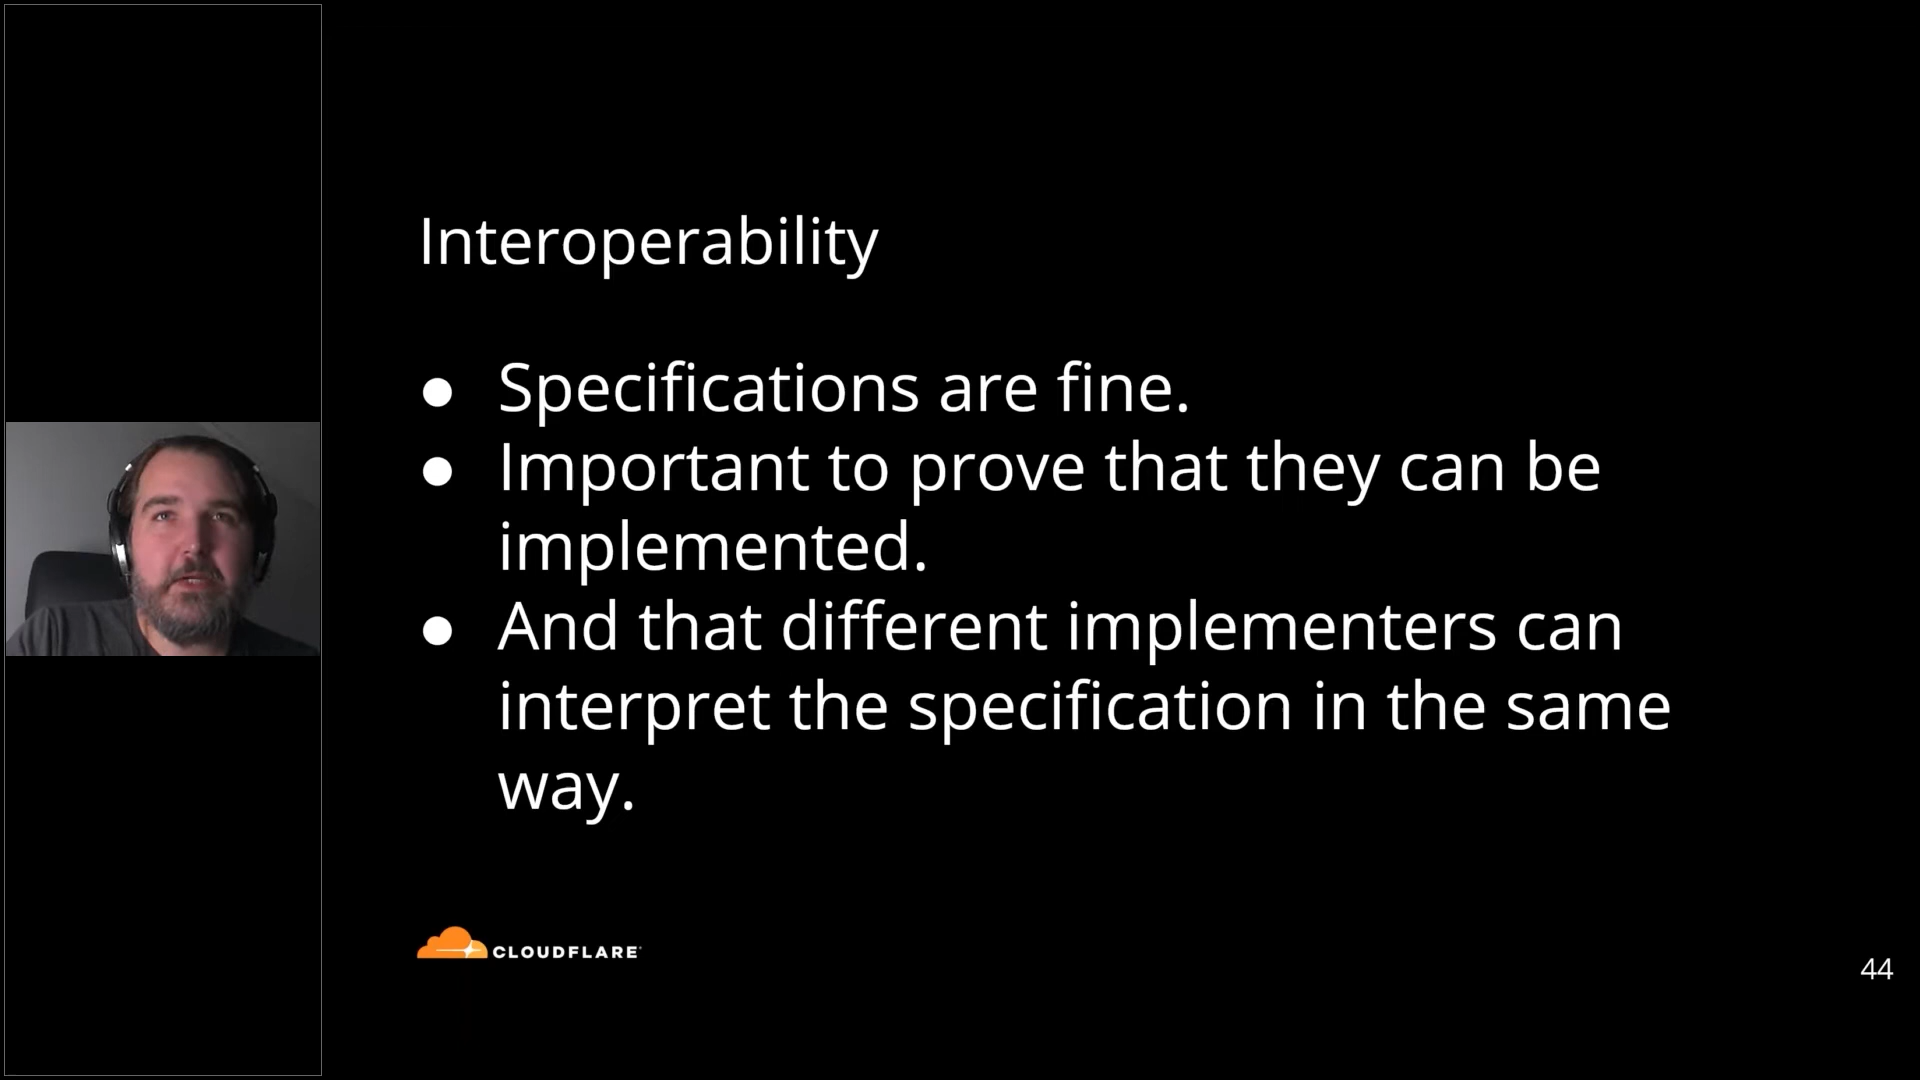 Interoperability
● Specifications are fine.
● Important to prove that they can be
implemented.
● And that different implementers can
interpret the specification in the same
way.
CLOUDFLARE
44